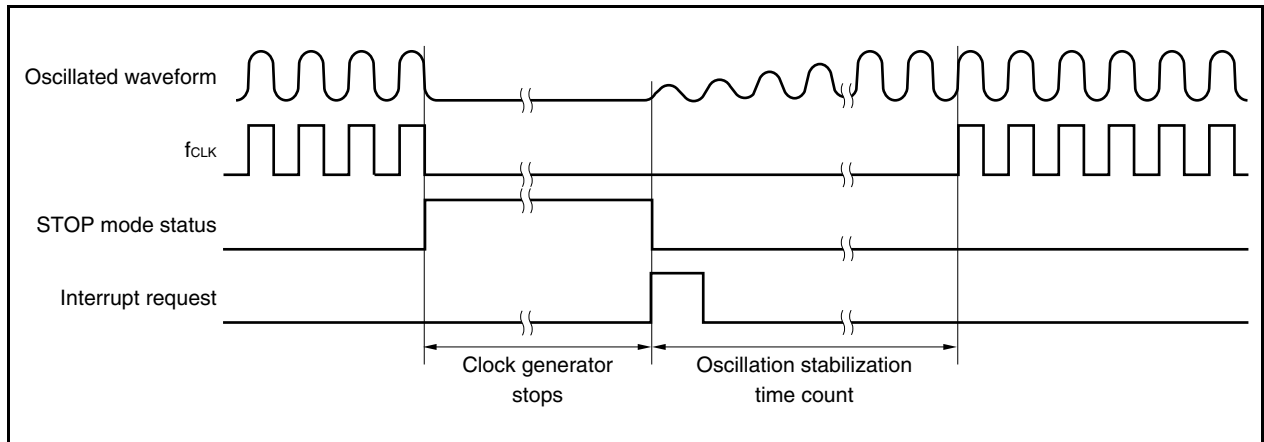 Oscillated waveform
fCLK
STOP mode status
Interrupt request
Clock generator
stops
Oscillation stabilization
time count